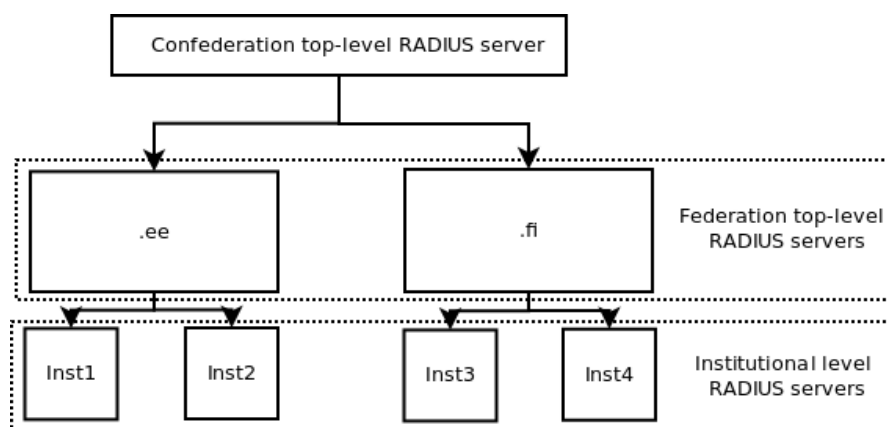 Confederation top-level RADIUS server
.ee
.fi
Federation top-level
RADIUS servers
Inst1
Inst2
Inst3
Inst4
Institutional level
RADIUS servers